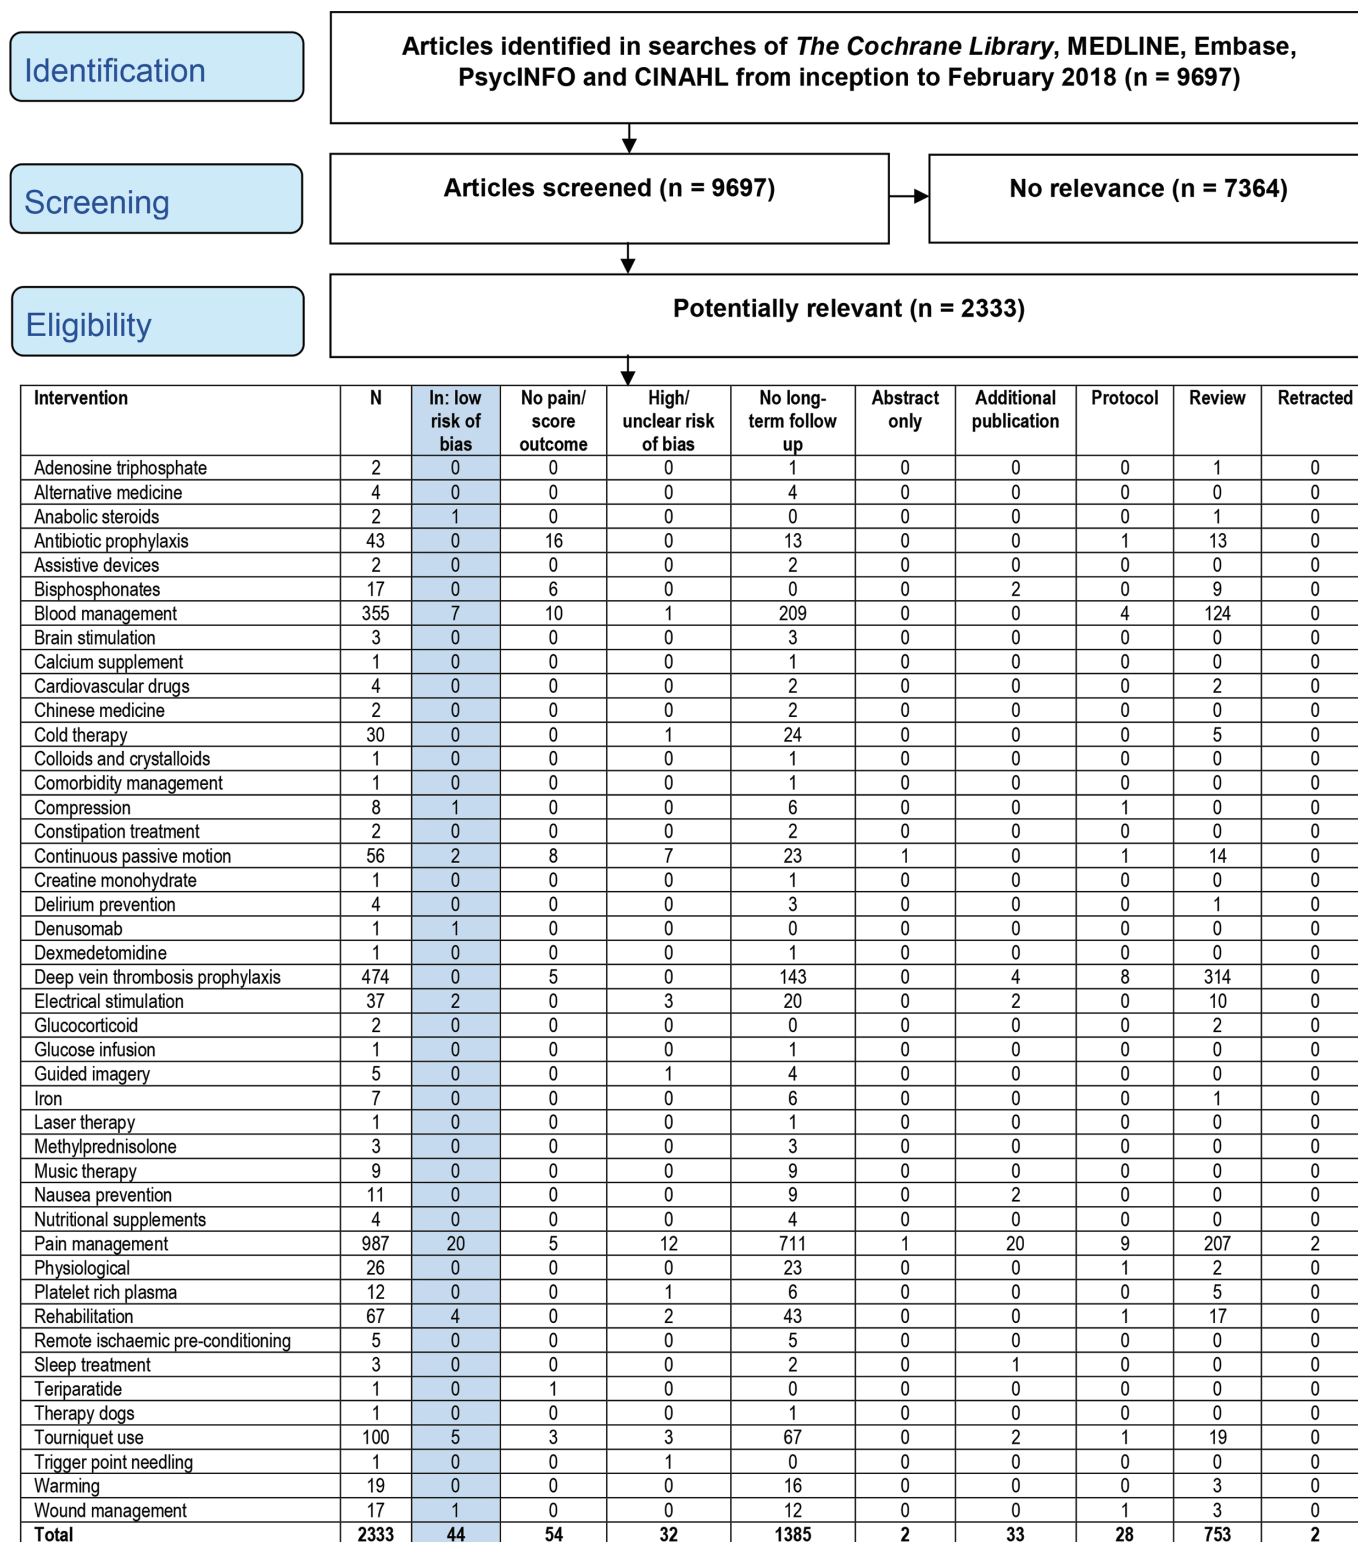 Identification
Articles identified in searches of The Cochrane Library, MEDLINE, Embase,
PsycINFO and CINAHL from inception to February 2018 (n = 9697)
Screening
Articles screened (n = 9697)
No relevance (n = 7364)
Eligibility
Potentially relevant (n = 2333)
Intervention N In: low risk of bias No pain/ score outcome High/ unclear risk of bias No long-term follow up Abstract only Additional publication Protocol Review Retracted
Adenosine triphosphate 2 0 0 0 1 0 0 0 1 0
Alternative medicine 4 0 0 0 4 0 0 0 0 0
Anabolic steroids 2 1 0 0 0 0 0 0 1 0
Antibiotic prophylaxis 43 0 16 0 13 0 0 1 13 0
Assistive devices 2 0 0 0 2 0 0 0 0 0
Bisphosphonates 17 0 6 0 0 0 2 0 9 0
Blood management 355 7 10 1 209 0 0 4 124 0
Brain stimulation 3 0 0 0 3 0 0 0 0 0
Calcium supplement 1 0 0 0 1 0 0 0 0 0
Cardiovascular drugs 4 0 0 0 2 0 0 0 2 0
Chinese medicine 2 0 0 0 2 0 0 0 0 0
Cold therapy 30 0 0 1 24 0 0 0 5 0
Colloids and crystalloids 1 0 0 0 1 0 0 0 0 0
Comorbidity management 1 0 0 0 1 0 0 0 0 0
Compression 8 1 0 0 6 0 0 1 0 0
Constipation treatment 2 0 0 0 2 0 0 0 0 0
Continuous passive motion 56 2 8 7 23 1 0 1 14 0
Creatine monohydrate 1 0 0 0 1 0 0 0 0 0
Delirium prevention 4 0 0 0 3 0 0 0 1 0
Denusomab 1 1 0 0 0 0 0 0 0 0
Dexmedetomidine 1 0 0 0 1 0 0 0 0 0
Deep vein thrombosis prophylaxis 474 0 5 0 143 0 4 8 314 0
Electrical stimulation 37 2 0 3 20 0 2 0 10 0
Glucocorticoid 2 0 0 0 0 0 0 0 2 0
Glucose infusion 1 0 0 0 1 0 0 0 0 0
Guided imagery 5 0 0 1 4 0 0 0 0 0
Iron 7 0 0 0 6 0 0 0 1 0
Laser therapy 1 0 0 0 1 0 0 0 0 0
Methylprednisolone 3 0 0 0 3 0 0 0 0 0
Music therapy 9 0 0 0 9 0 0 0 0 0
Nausea prevention 11 0 0 0 9 0 2 0 0 0
Nutritional supplements 4 0 0 0 4 0 0 0 0 0
Pain management 987 20 5 12 711 1 20 9 207 2
Physiological 26 0 0 0 23 0 0 1 2 0
Platelet rich plasma 12 0 0 1 6 0 0 0 5 0
Rehabilitation 67 4 0 2 43 0 0 1 17 0
Remote ischaemic pre-conditioning 5 0 0 0 5 0 0 0 0 0
Sleep treatment 3 0 0 0 2 0 1 0 0 0
Teriparatide 1 0 1 0 0 0 0 0 0 0
Therapy dogs 1 0 0 0 1 0 0 0 0 0
Tourniquet use 100 5 3 3 67 0 2 1 19 0
Trigger point needling 1 0 0 1 0 0 0 0 0 0
Warming 19 0 0 0 16 0 0 0 3 0
Wound management 17 1 0 0 12 0 0 1 3 0
Total 2333 44 54 32 1385 2 33 28 753 2